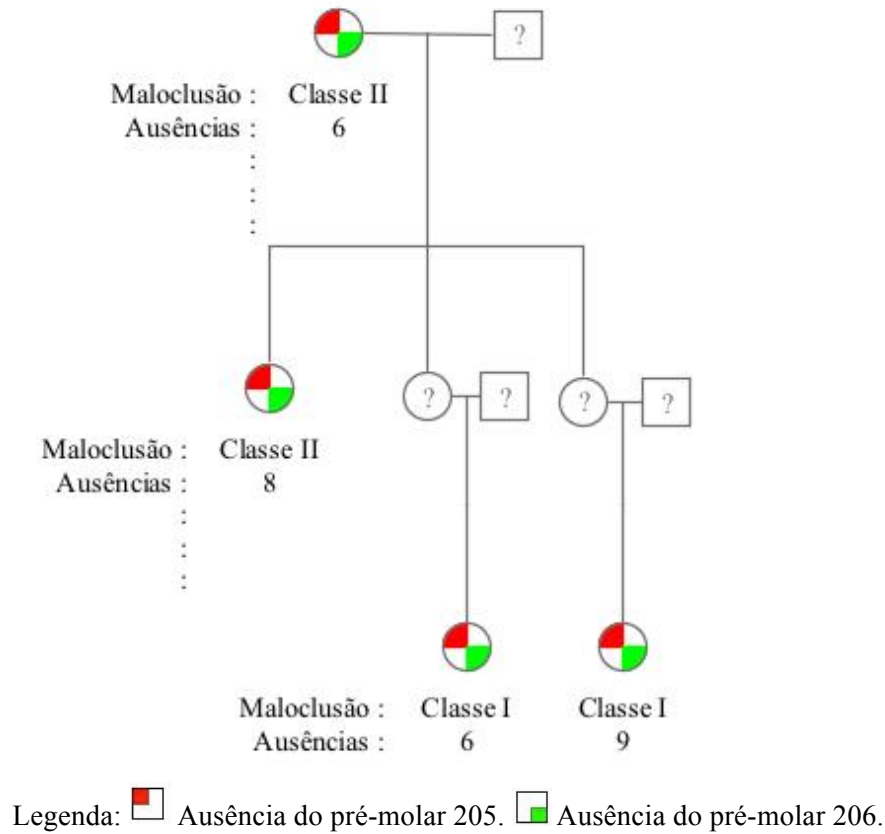 ?
Maloclusão : Classe II
Ausências : 6
:
:
:
Maloclusão : Classe II
Ausências : 8
:
:
:
? ? ? ?
Maloclusão : Classe I Classe I
Ausências : 6 9
Legenda: Ausência do pré-molar 205. Ausência do pré-molar 206.